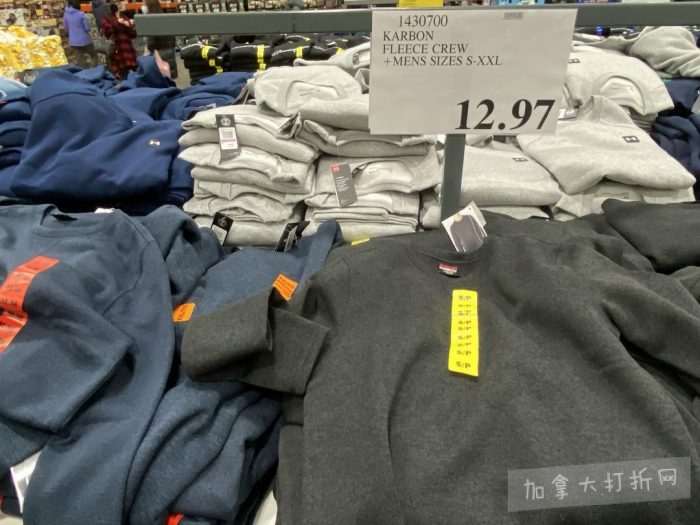 1430700
KARBON
FLEECE CREW
+MENS SIZES S-XXL
12.97
加拿大打折网